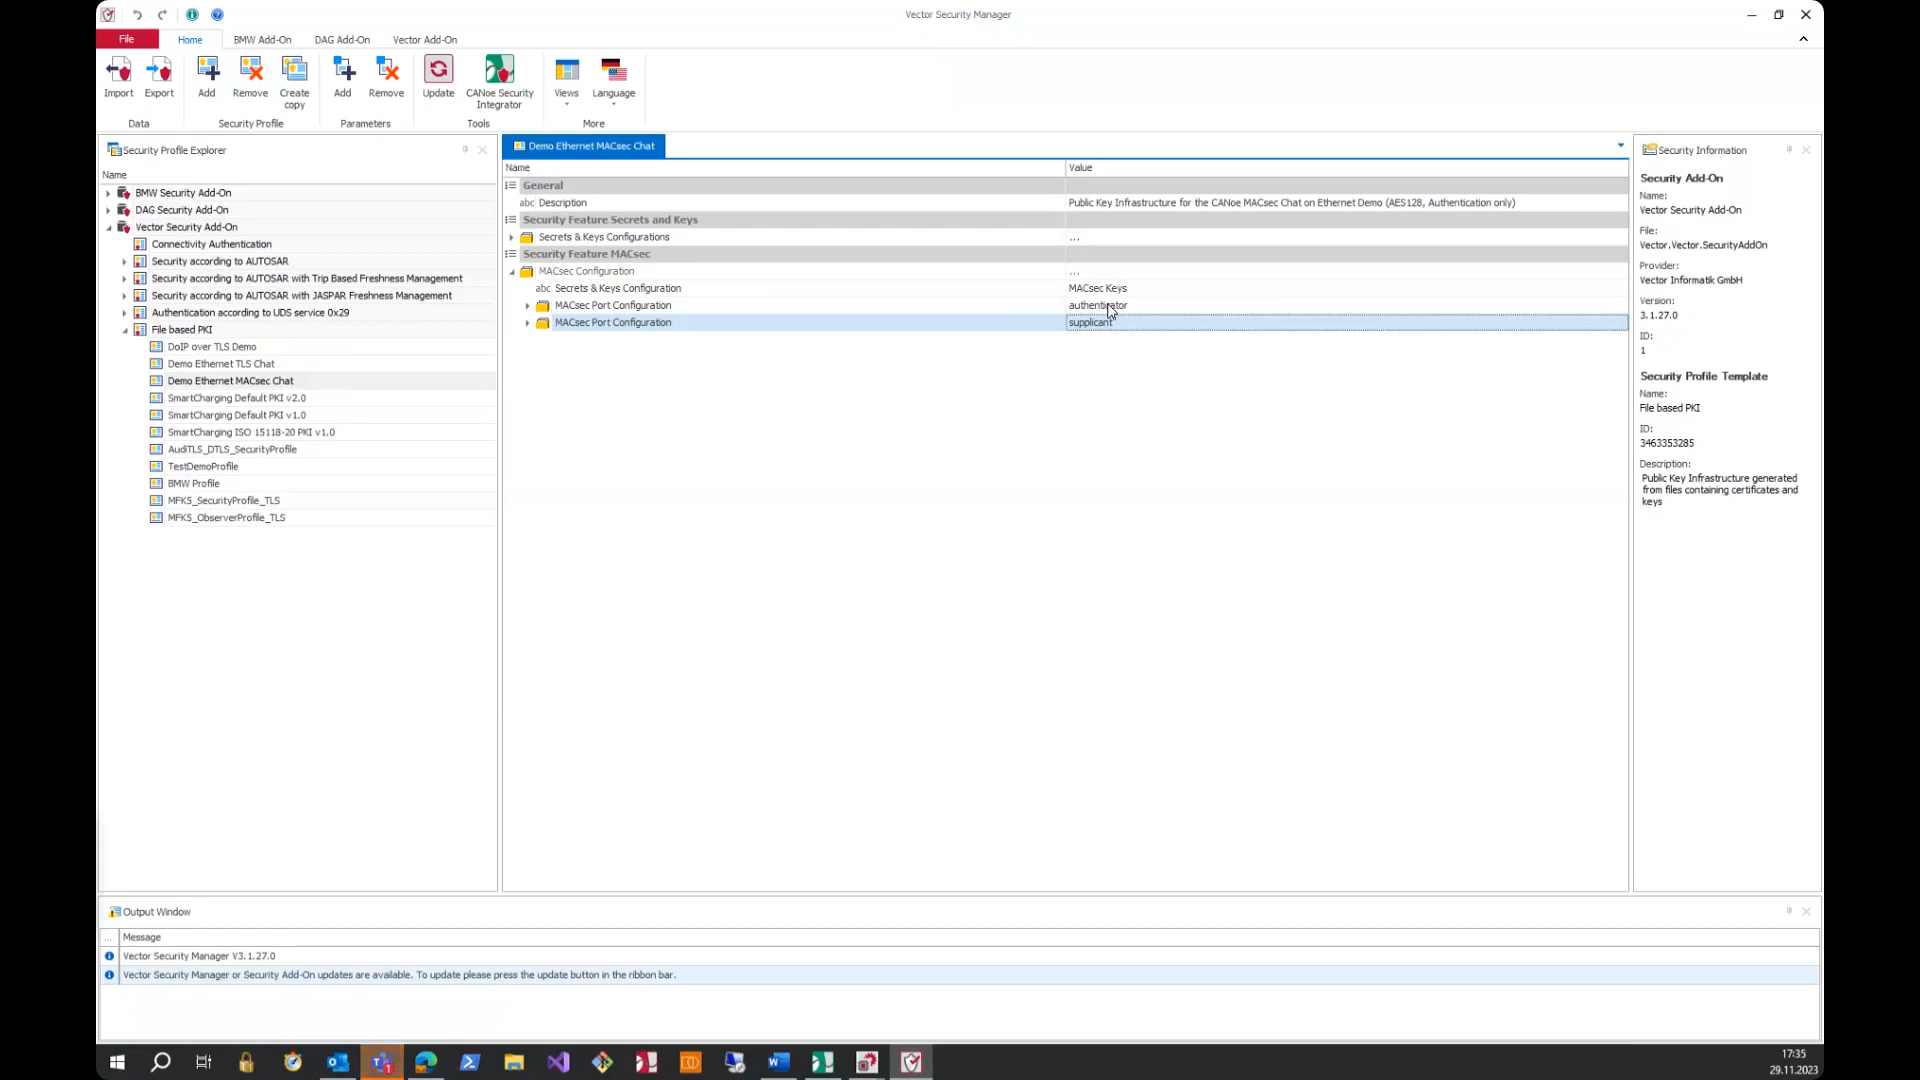 Vector Security Manager
File Home BMW Add-On DAG Add-On Vector Add-On
Import Export Add Remove Create copy Add Remove Update CANoe Security Integrator Views Language
Data Security Profile Parameters Tools More
Security Profile Explorer
Name
BMW Security Add-On
DAG Security Add-On
Vector Security Add-On
Connectivity Authentication
Security according to AUTOSAR
Security according to AUTOSAR with Trip Based Freshness Management
Security according to AUTOSAR with JASPAR Freshness Management
Authentication according to UDS service 0x29
File based PKI
DoIP over TLS Demo
Demo Ethernet TLS Chat
Demo Ethernet MACsec Chat
SmartCharging Default PKI v2.0
SmartCharging Default PKI v1.0
SmartCharging ISO 15118-20 PKI v1.0
AudiTLS_DTLS_SecurityProfile
TestDemoProfile
BMW Profile
MFK5_SecurityProfile_TLS
MFK5_ObserverProfile_TLS
Demo Ethernet MACsec Chat
Name Value
General
abc Description Public Key Infrastructure for the CANoe MACsec Chat on Ethernet Demo (AES128, Authentication only)
Security Feature Secrets and Keys
Secrets & Keys Configurations ...
Security Feature MACsec
MACsec Configuration ...
abc Secrets & Keys Configuration MACsec Keys
MACsec Port Configuration authenticator
MACsec Port Configuration supplicant
Security Information
Security Add-On
Name:
Vector Security Add-On
File:
Vector.Vector.SecurityAddOn
Provider:
Vector Informatik GmbH
Version:
3.1.27.0
ID:
1
Security Profile Template
Name:
File based PKI
ID:
3463353285
Description:
Public Key Infrastructure generated
from files containing certificates and
keys
Output Window
... Message
Vector Security Manager V3.1.27.0
Vector Security Manager or Security Add-On updates are available. To update please press the update button in the ribbon bar.
17:35
29.11.2023